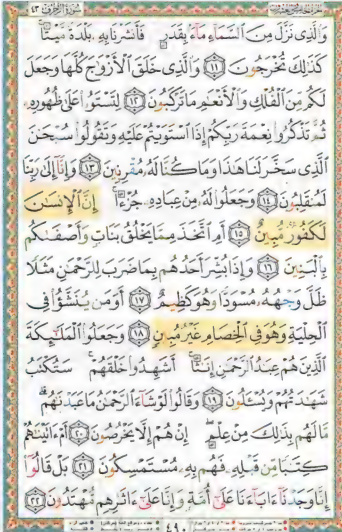 سورة الزخرف ٤٣
وَالَّذِي نَزَّلَ مِنَ السَّمَاءِ مَاءً بِقَدَرٍ فَأَنشَرْنَا بِهِ بَلْدَةً مَّيْتًا
كَذَٰلِكَ تُخْرَجُونَ ١١ وَالَّذِي خَلَقَ الْأَزْوَاجَ كُلَّهَا وَجَعَلَ
لَكُم مِّنَ الْفُلْكِ وَالْأَنْعَامِ مَا تَرْكَبُونَ ١٢ لِتَسْتَوُوا عَلَىٰ ظُهُورِهِ
ثُمَّ تَذْكُرُوا نِعْمَةَ رَبِّكُمْ إِذَا اسْتَوَيْتُمْ عَلَيْهِ وَتَقُولُوا سُبْحَانَ
الَّذِي سَخَّرَ لَنَا هَٰذَا وَمَا كُنَّا لَهُ مُقْرِنِينَ ١٣ وَإِنَّا إِلَىٰ رَبِّنَا
لَمُنقَلِبُونَ ١٤ وَجَعَلُوا لَهُ مِنْ عِبَادِهِ جُزْءًا إِنَّ الْإِنسَانَ
لَكَفُورٌ مُّبِينٌ ١٥ أَمِ اتَّخَذَ مِمَّا يَخْلُقُ بَنَاتٍ وَأَصْفَاكُم
بِالْبَنِينَ ١٦ وَإِذَا بُشِّرَ أَحَدُهُم بِمَا ضَرَبَ لِلرَّحْمَٰنِ مَثَلًا
ظَلَّ وَجْهُهُ مُسْوَدًّا وَهُوَ كَظِيمٌ ١٧ أَوَمَن يُنَشَّأُ فِي
الْحِلْيَةِ وَهُوَ فِي الْخِصَامِ غَيْرُ مُبِينٍ ١٨ وَجَعَلُوا الْمَلَائِكَةَ
الَّذِينَ هُمْ عِبَادُ الرَّحْمَٰنِ إِنَاثًا أَشَهِدُوا خَلْقَهُمْ سَتُكْتَبُ
شَهَادَتُهُمْ وَيُسْأَلُونَ ١٩ وَقَالُوا لَوْ شَاءَ الرَّحْمَٰنُ مَا عَبَدْنَاهُم
مَّا لَهُم بِذَٰلِكَ مِنْ عِلْمٍ إِنْ هُمْ إِلَّا يَخْرُصُونَ ٢٠ أَمْ آتَيْنَاهُمْ
كِتَابًا مِّن قَبْلِهِ فَهُم بِهِ مُسْتَمْسِكُونَ ٢١ بَلْ قَالُوا
إِنَّا وَجَدْنَا آبَاءَنَا عَلَىٰ أُمَّةٍ وَإِنَّا عَلَىٰ آثَارِهِم مُّهْتَدُونَ ٢٢
٤٩٠